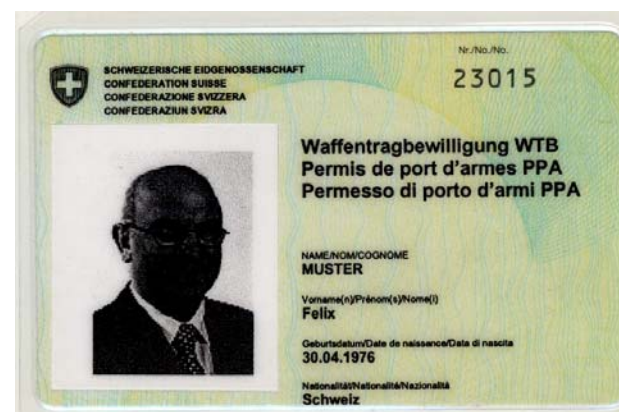 SCHWEIZERISCHE EIDGENOSSENSCHAFT
CONFEDERATION SUISSE
CONFEDERAZIONE SVIZZERA
CONFEDERAZIUN SVIZRA
Nr./No./No.
23015
Waffentragbewilligung WTB
Permis de port d'armes PPA
Permesso di porto d'armi PPA
NAME/NOM/COGNOME
MUSTER
Vorname(n)/Prénom(s)/Nome(i)
Felix
Geburtsdatum/Date de naissance/Data di nascita
30.04.1976
Nationalität/Nationalité/Nazionalità
Schweiz